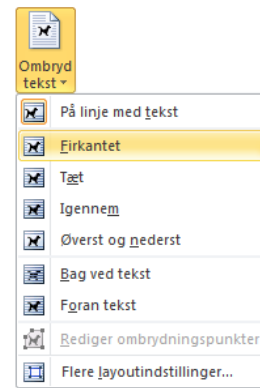 Ombryd
tekst
På linje med tekst
Firkantet
Tæt
Igennem
Øverst og nederst
Bag ved tekst
Foran tekst
Rediger ombrydningspunkter
Flere layoutindstillinger...